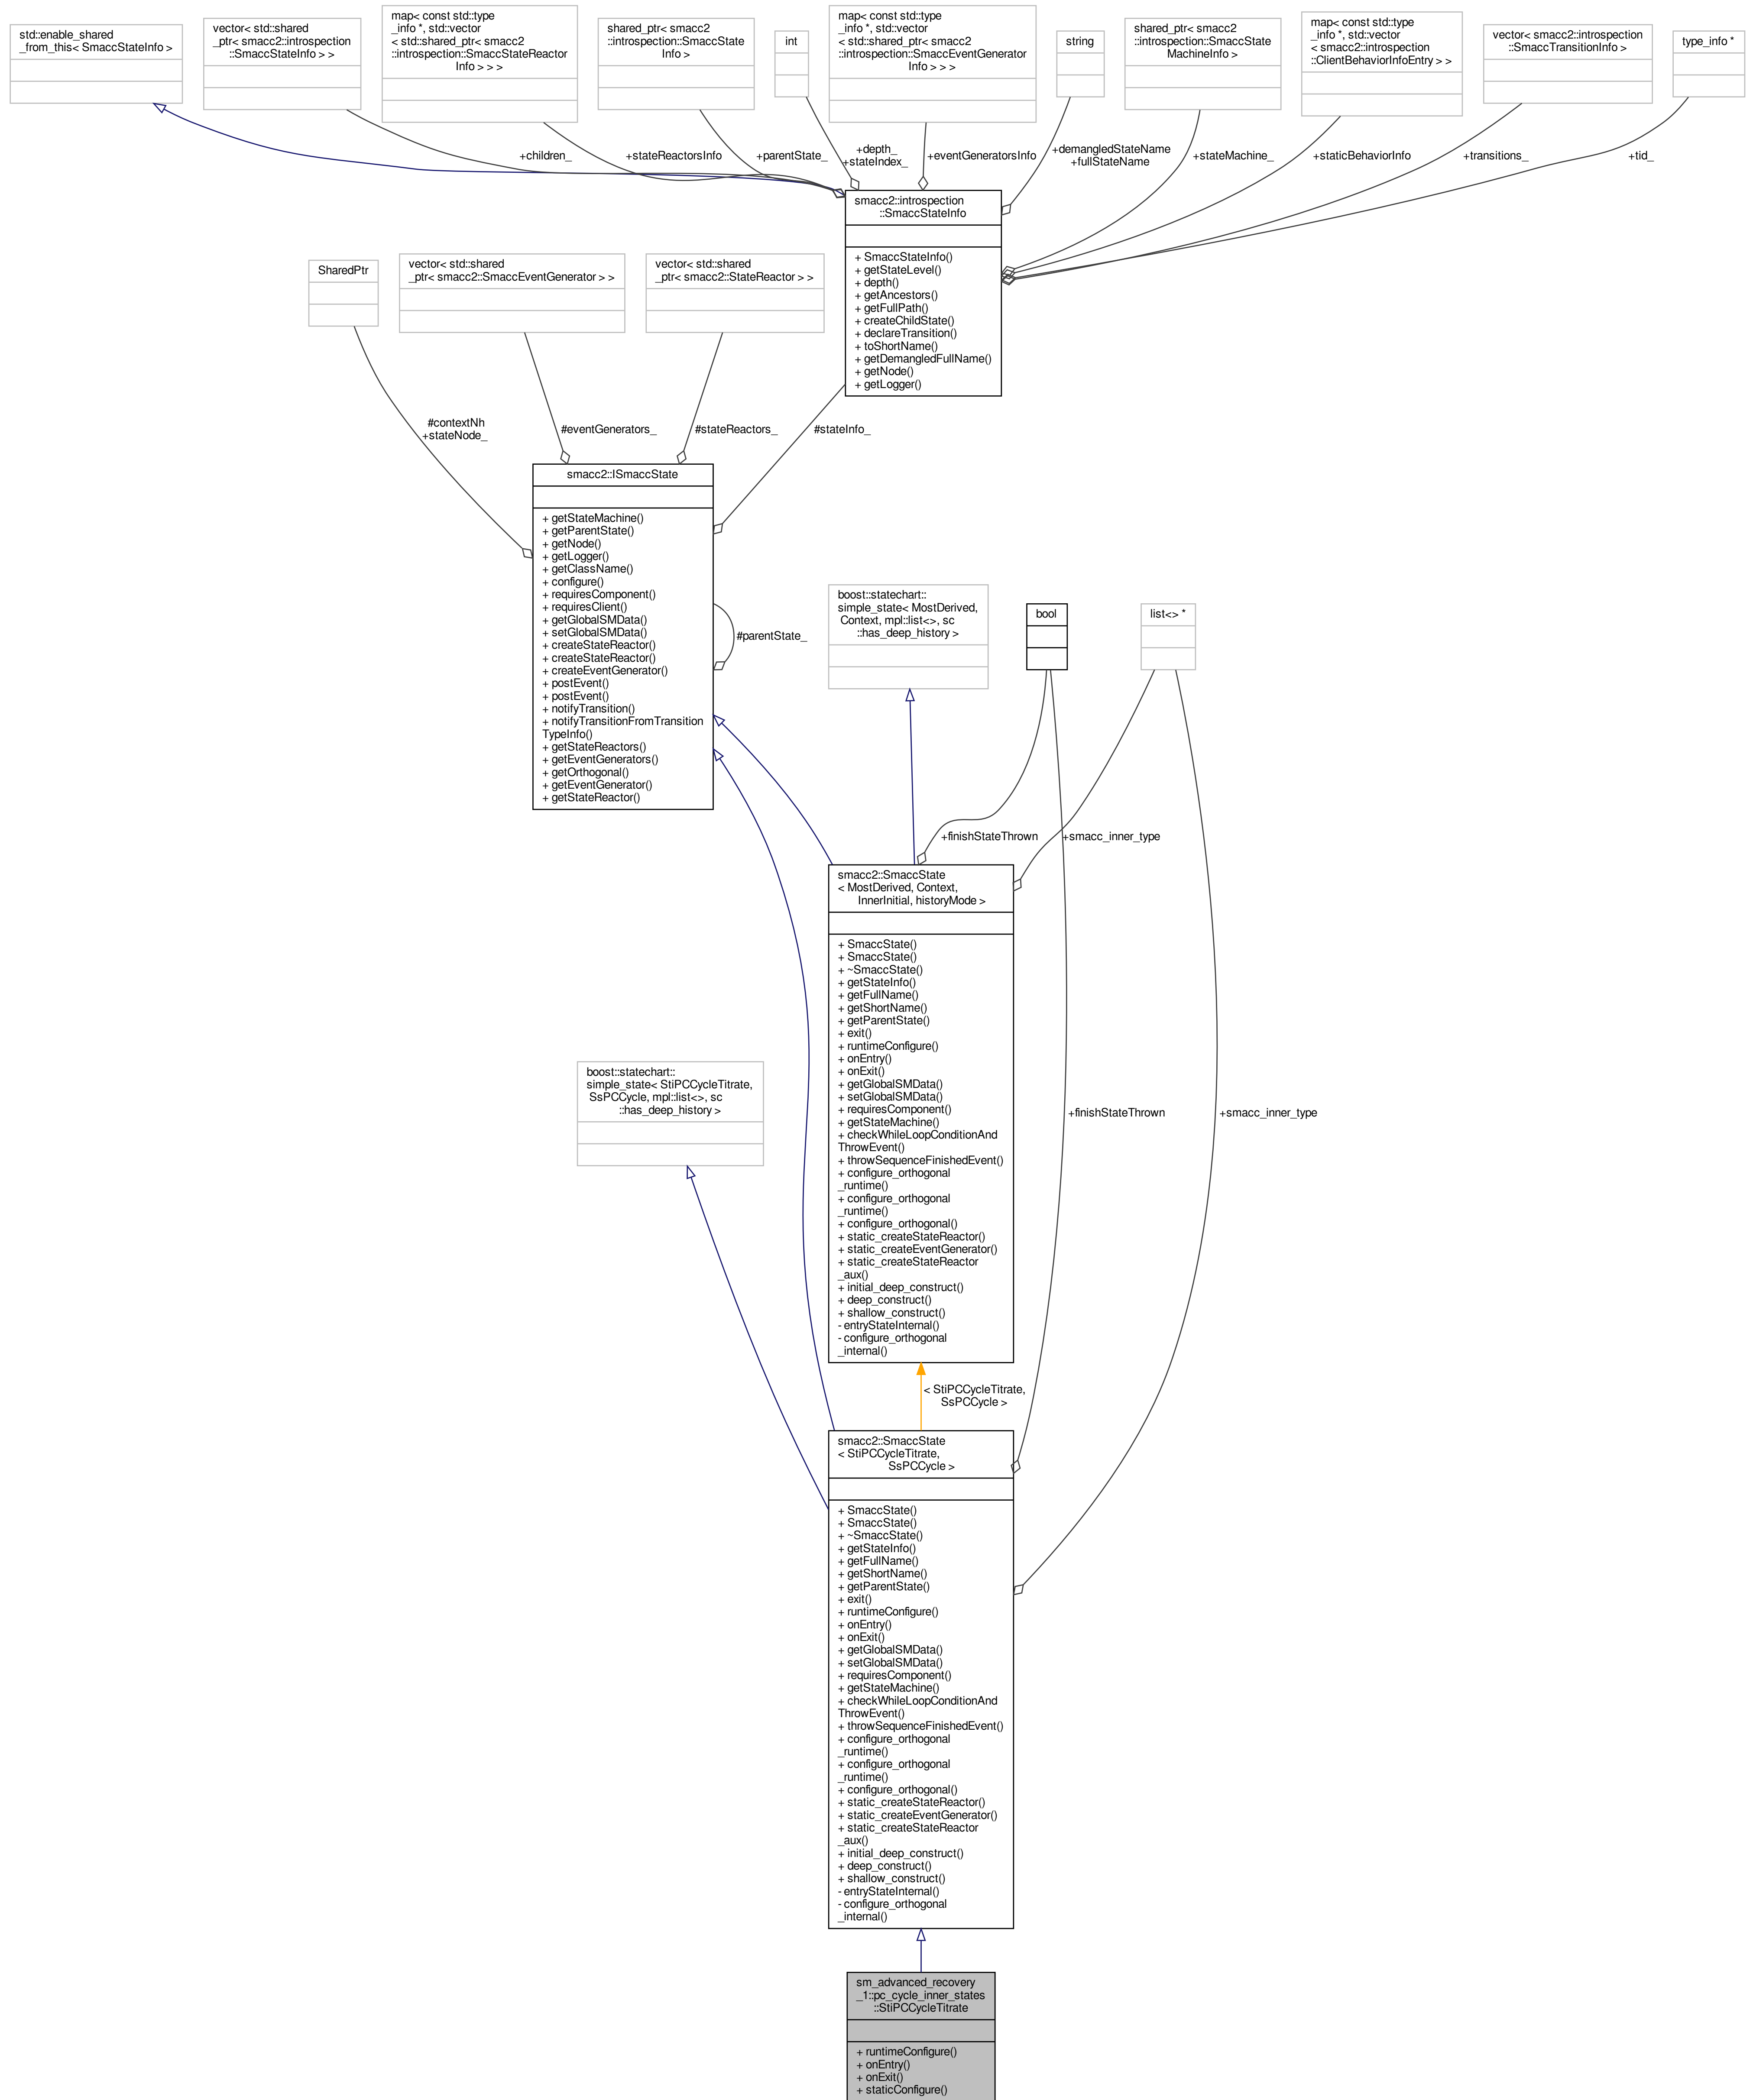 std::enable_shared
_from_this< SmaccStateInfo >
vector< std::shared
_ptr< smacc2::introspection
::SmaccStateInfo > >
map< const std::type
_info *, std::vector
< std::shared_ptr< smacc2
::introspection::SmaccStateReactor
Info > > >
shared_ptr< smacc2
::introspection::SmaccState
Info >
int
map< const std::type
_info *, std::vector
< std::shared_ptr< smacc2
::introspection::SmaccEventGenerator
Info > > >
string
shared_ptr< smacc2
::introspection::SmaccState
MachineInfo >
map< const std::type
_info *, std::vector
< smacc2::introspection
::ClientBehaviorInfoEntry > >
vector< smacc2::introspection
::SmaccTransitionInfo >
type_info *
+children_
+stateReactorsInfo
+parentState_
+depth_
+stateIndex_
+eventGeneratorsInfo
+demangledStateName
+fullStateName
+stateMachine_
+staticBehaviorInfo
+transitions_
+tid_
smacc2::introspection
::SmaccStateInfo
+ SmaccStateInfo()
+ getStateLevel()
+ depth()
+ getAncestors()
+ getFullPath()
+ createChildState()
+ declareTransition()
+ toShortName()
+ getDemangledFullName()
+ getNode()
+ getLogger()
SharedPtr
vector< std::shared
_ptr< smacc2::SmaccEventGenerator > >
vector< std::shared
_ptr< smacc2::StateReactor > >
#contextNh
+stateNode_
#eventGenerators_
#stateReactors_
#stateInfo_
smacc2::ISmaccState
+ getStateMachine()
+ getParentState()
+ getNode()
+ getLogger()
+ getClassName()
+ configure()
+ requiresComponent()
+ requiresClient()
+ getGlobalSMData()
+ setGlobalSMData()
+ createStateReactor()
+ createStateReactor()
+ createEventGenerator()
+ postEvent()
+ postEvent()
+ notifyTransition()
+ notifyTransitionFromTransition
TypeInfo()
+ getStateReactors()
+ getEventGenerators()
+ getOrthogonal()
+ getEventGenerator()
+ getStateReactor()
#parentState_
boost::statechart::
simple_state< MostDerived,
Context, mpl::list<>, sc
::has_deep_history >
bool
list<> *
+finishStateThrown
+smacc_inner_type
smacc2::SmaccState
< MostDerived, Context,
InnerInitial, historyMode >
+ SmaccState()
+ SmaccState()
+ ~SmaccState()
+ getStateInfo()
+ getFullName()
+ getShortName()
+ getParentState()
+ exit()
+ runtimeConfigure()
+ onEntry()
+ onExit()
+ getGlobalSMData()
+ setGlobalSMData()
+ requiresComponent()
+ getStateMachine()
+ checkWhileLoopConditionAnd
ThrowEvent()
+ throwSequenceFinishedEvent()
+ configure_orthogonal
_runtime()
+ configure_orthogonal
_runtime()
+ configure_orthogonal()
+ static_createStateReactor()
+ static_createEventGenerator()
+ static_createStateReactor
_aux()
+ initial_deep_construct()
+ deep_construct()
+ shallow_construct()
- entryStateInternal()
- configure_orthogonal
_internal()
boost::statechart::
simple_state< StiPCCycleTitrate,
SsPCCycle, mpl::list<>, sc
::has_deep_history >
+finishStateThrown
+smacc_inner_type
< StiPCCycleTitrate,
SsPCCycle >
smacc2::SmaccState
< StiPCCycleTitrate,
SsPCCycle >
+ SmaccState()
+ SmaccState()
+ ~SmaccState()
+ getStateInfo()
+ getFullName()
+ getShortName()
+ getParentState()
+ exit()
+ runtimeConfigure()
+ onEntry()
+ onExit()
+ getGlobalSMData()
+ setGlobalSMData()
+ requiresComponent()
+ getStateMachine()
+ checkWhileLoopConditionAnd
ThrowEvent()
+ throwSequenceFinishedEvent()
+ configure_orthogonal
_runtime()
+ configure_orthogonal
_runtime()
+ configure_orthogonal()
+ static_createStateReactor()
+ static_createEventGenerator()
+ static_createStateReactor
_aux()
+ initial_deep_construct()
+ deep_construct()
+ shallow_construct()
- entryStateInternal()
- configure_orthogonal
_internal()
sm_advanced_recovery
_1::pc_cycle_inner_states
::StiPCCycleTitrate
+ runtimeConfigure()
+ onEntry()
+ onExit()
+ staticConfigure()